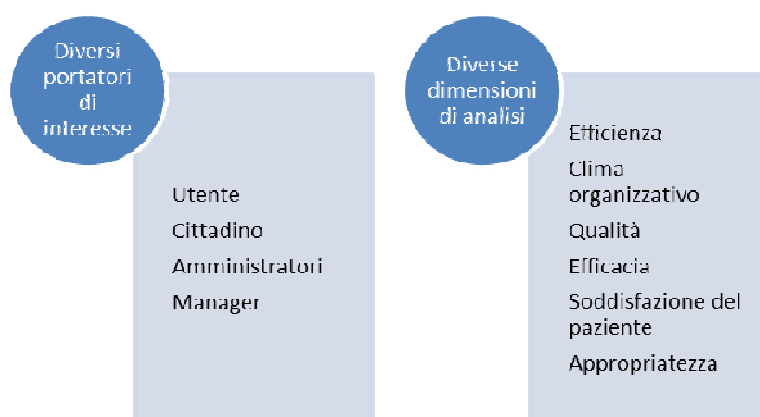 Diversi
portatori
di
interesse
Utente
Cittadino
Amministratori
Manager
Diverse
dimensioni
di analisi
Efficienza
Clima
organizzativo
Qualità
Efficacia
Soddisfazione del
paziente
Appropriatezza